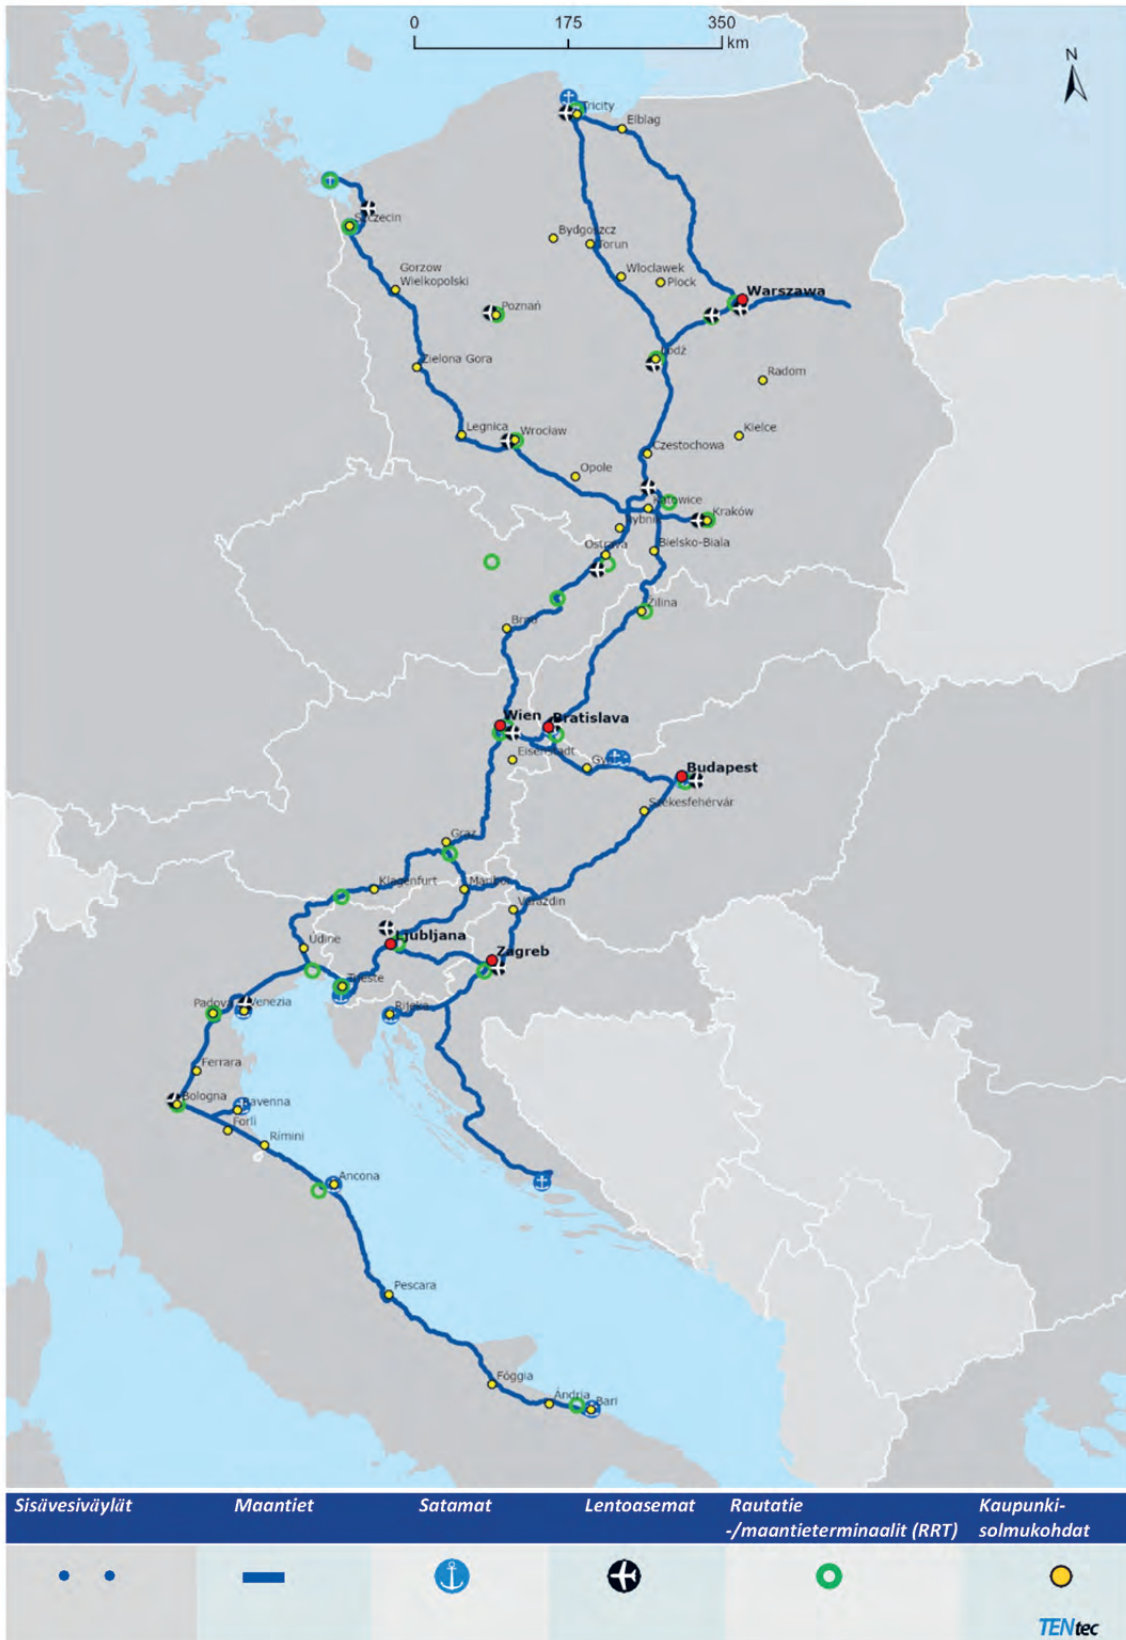 0 175 350
km
N
Tricity
Elblag
Szczecin
Bydgoszcz
Torun
Gorzow
Wielkopolski
Wloclawek
Plock
Warszawa
Poznań
Łódź
Zielona Gora
Radom
Legnica
Wrocław
Kielce
Czestochowa
Opole
Katowice
Kraków
Rybnik
Ostrava
Bielsko-Biala
Zilina
Brno
Wien
Bratislava
Eisenstadt
Budapest
Székesfehérvár
Graz
Klagenfurt
Maribor
Varazdin
Ljubljana
Udine
Zagreb
Trieste
Padova
Venezia
Rijeka
Ferrara
Bologna
Ravenna
Forlì
Rimini
Ancona
Pescara
Fóggia
Ándria
Bari
Sisävesiväylät Maantiet Satamat Lentoasemat Rautatie Kaupunki-
-/maantieterminaalit (RRT) solmukohdat
TENtec